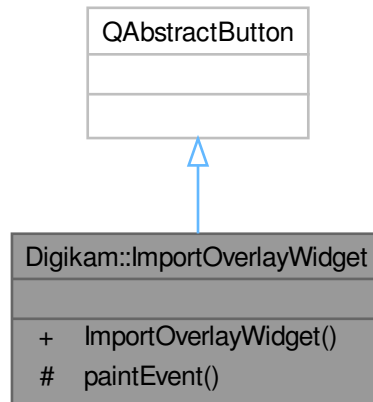 QAbstractButton
Digikam::ImportOverlayWidget
+ ImportOverlayWidget()
# paintEvent()